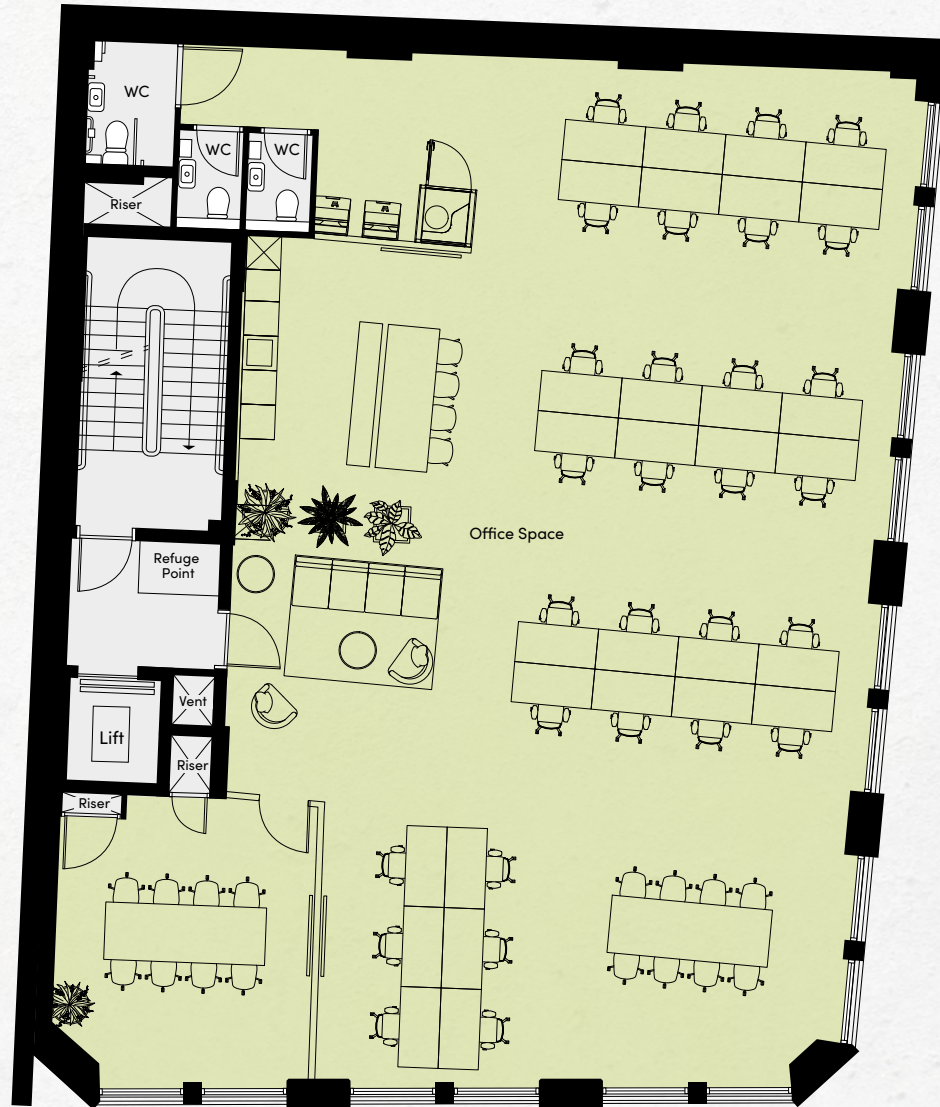 WC
WC
WC
Riser
Office Space
Refuge
Point
Vent
Lift
Riser
Riser